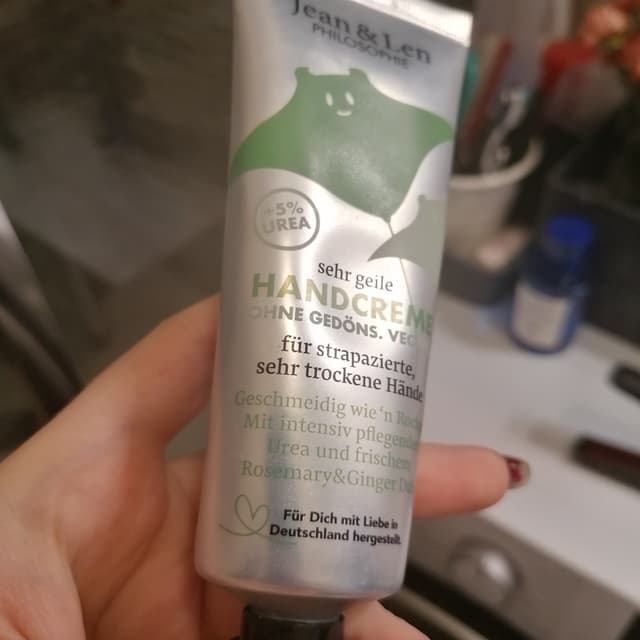 Jean & Len
PHILOSOPHIE
+5%
UREA
sehr geile
HANDCREME
OHNE GEDÖNS.
für strapazierte,
sehr trockene Hände
Geschmeidig wie 'n
Mit intensiv
Urea und frischem
Rosemary&Ginger
Für Dich mit Liebe in
Deutschland hergestellt.